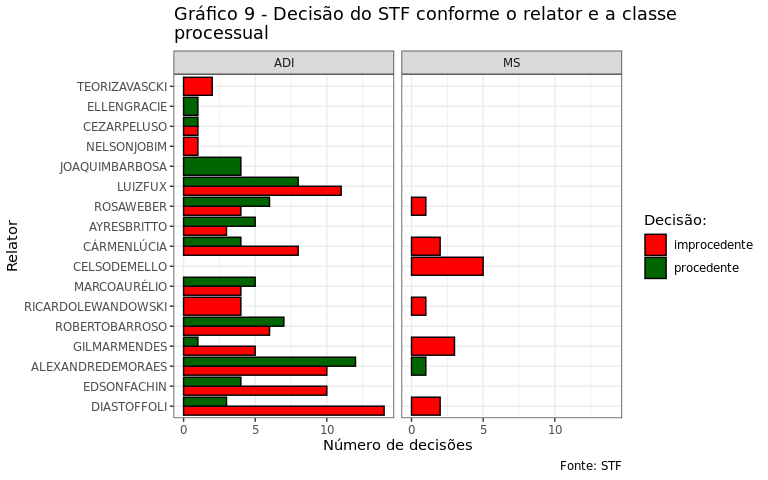 Gráfico 9 - Decisão do STF conforme o relator e a classe
processual
ADI
MS
TEORIZAVASCKI
ELLENGRACIE
CEZARPELUSO
NELSONJOBIM
JOAQUIMBARBOSA
LUIZFUX
ROSAWEBER
AYRESBRITTO
CÁRMENLÚCIA
CELSODEMELLO
MARCOAURÉLIO
RICARDOLEWANDOWSKI
ROBERTOBARROSO
GILMARMENDES
ALEXANDREDEMORAES
EDSONFACHIN
DIASTOFFOLI
Relator
0 5 10
0 5 10
Número de decisões
Decisão:
improcedente
procedente
Fonte: STF